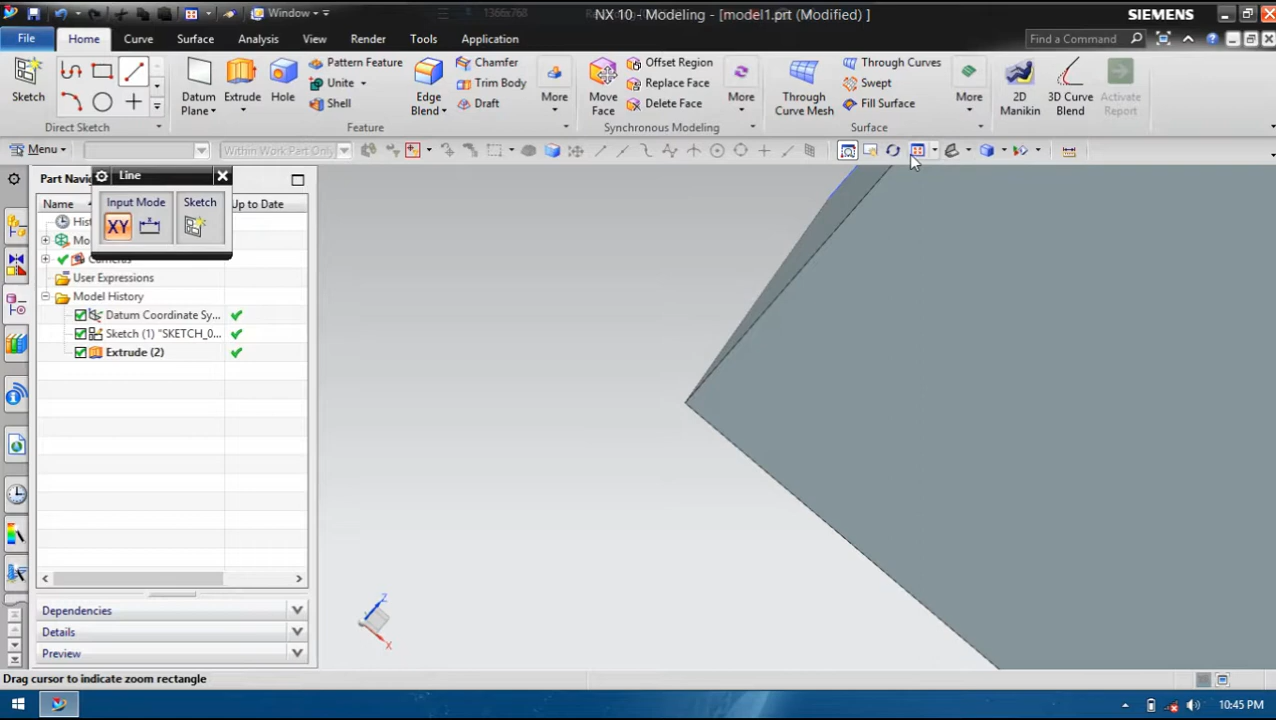 Window
1366x768
NX 10 - Modeling - [model1.prt (Modified) ]
SIEMENS
File
Home
Curve
Surface
Analysis
View
Render
Tools
Application
Find a Command
Sketch
Datum
Plane
Extrude
Hole
Pattern Feature
Unite
Shell
Edge
Blend
Chamfer
Trim Body
Draft
More
Move
Face
Offset Region
Replace Face
Delete Face
More
Through
Curve Mesh
Through Curves
Swept
Fill Surface
More
2D
Manikin
3D Curve
Blend
Activate
Report
Direct Sketch
Feature
Synchronous Modeling
Surface
Menu
Within Work Part Only
Part Nav
Line
Input Mode
Sketch
XY
Name
Up to Date
Hist
Mo
Cameras
User Expressions
Model History
Datum Coordinate Sy...
Sketch (1) "SKETCH_0...
Extrude (2)
Dependencies
Details
Preview
Z
X
Drag cursor to indicate zoom rectangle
10:45 PM